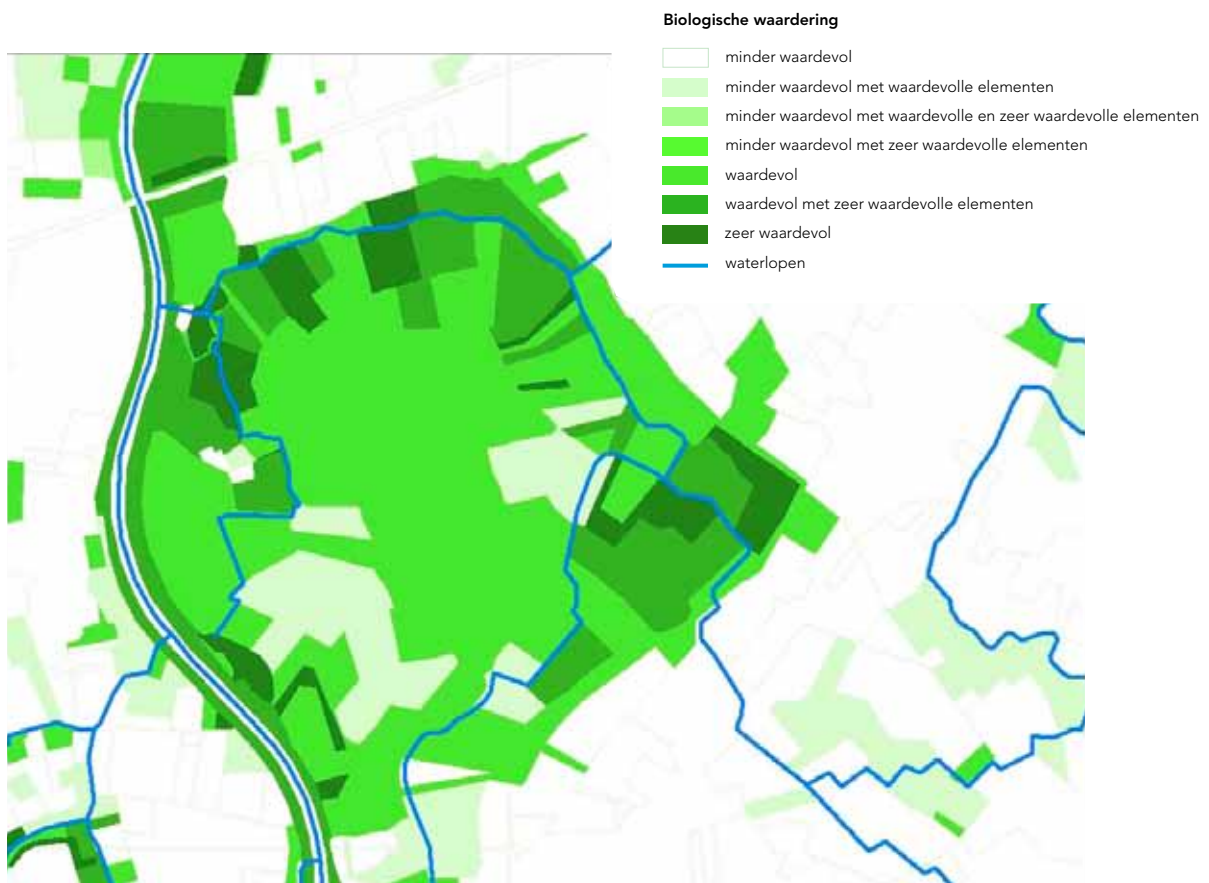 Biologische waardering
minder waardevol
minder waardevol met waardevolle elementen
minder waardevol met waardevolle en zeer waardevolle elementen
minder waardevol met zeer waardevolle elementen
waardevol
waardevol met zeer waardevolle elementen
zeer waardevol
waterlopen